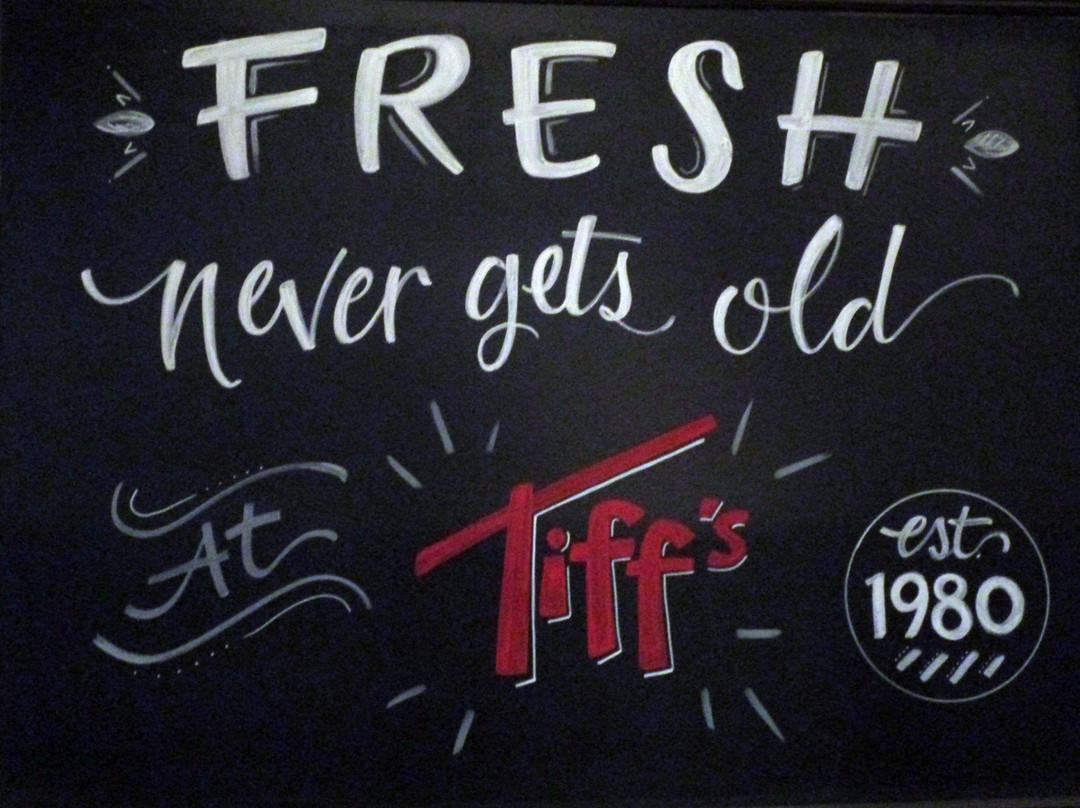 FRESH
never gets old
At Tiff's
est.
1980